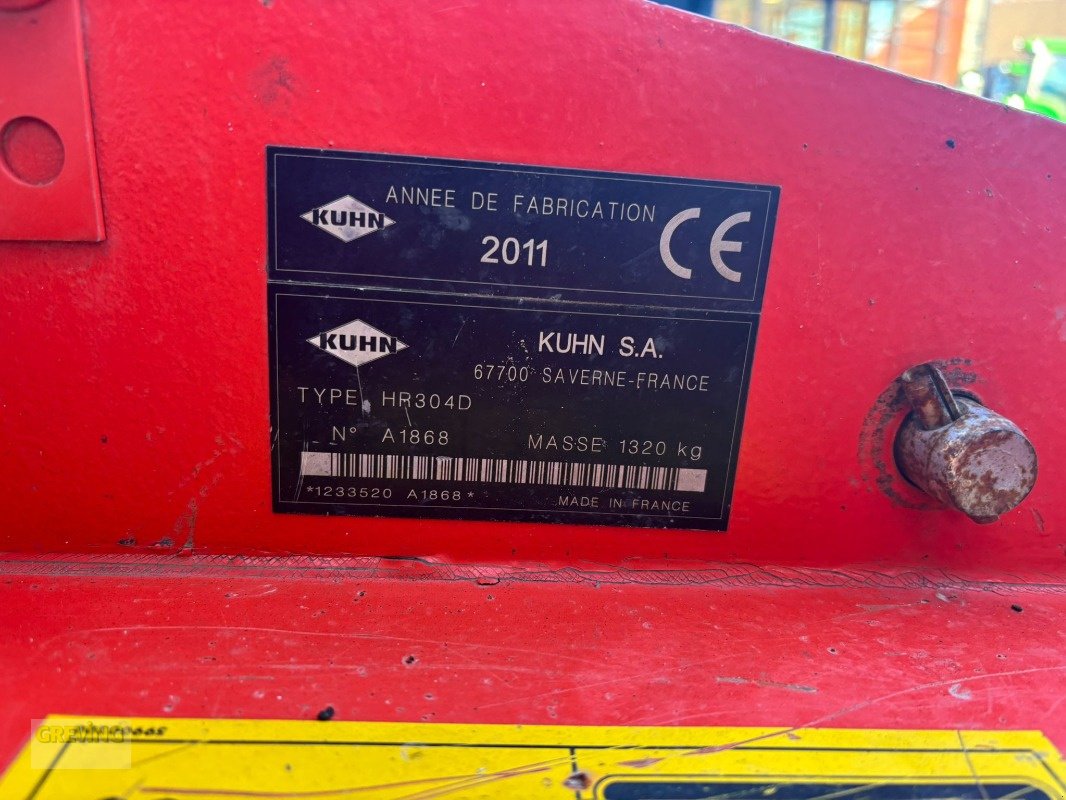 KUHN
ANNEE DE FABRICATION
2011
CE
KUHN
KUHN S.A.
67700 SAVERNE-FRANCE
TYPE HR304D
N° A1868 MASSE 1320 kg
*1233520 A1868*
MADE IN FRANCE
GREVING